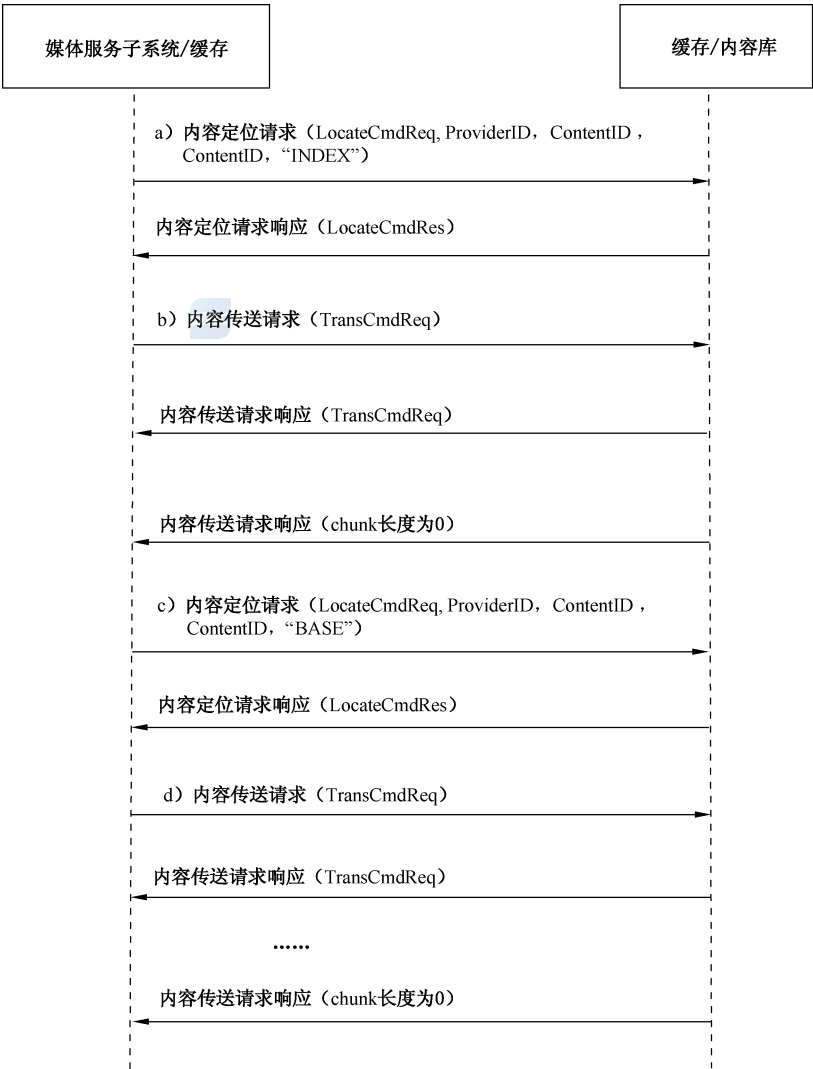 媒体服务子系统/缓存
缓存/内容库
a）内容定位请求（LocateCmdReq, ProviderID，ContentID，
ContentID，“INDEX”）
内容定位请求响应（LocateCmdRes）
b）内容传送请求（TransCmdReq）
内容传送请求响应（TransCmdReq）
内容传送请求响应（chunk长度为0）
c）内容定位请求（LocateCmdReq, ProviderID，ContentID，
ContentID，“BASE”）
内容定位请求响应（LocateCmdRes）
d）内容传送请求（TransCmdReq）
内容传送请求响应（TransCmdReq）
……
内容传送请求响应（chunk长度为0）